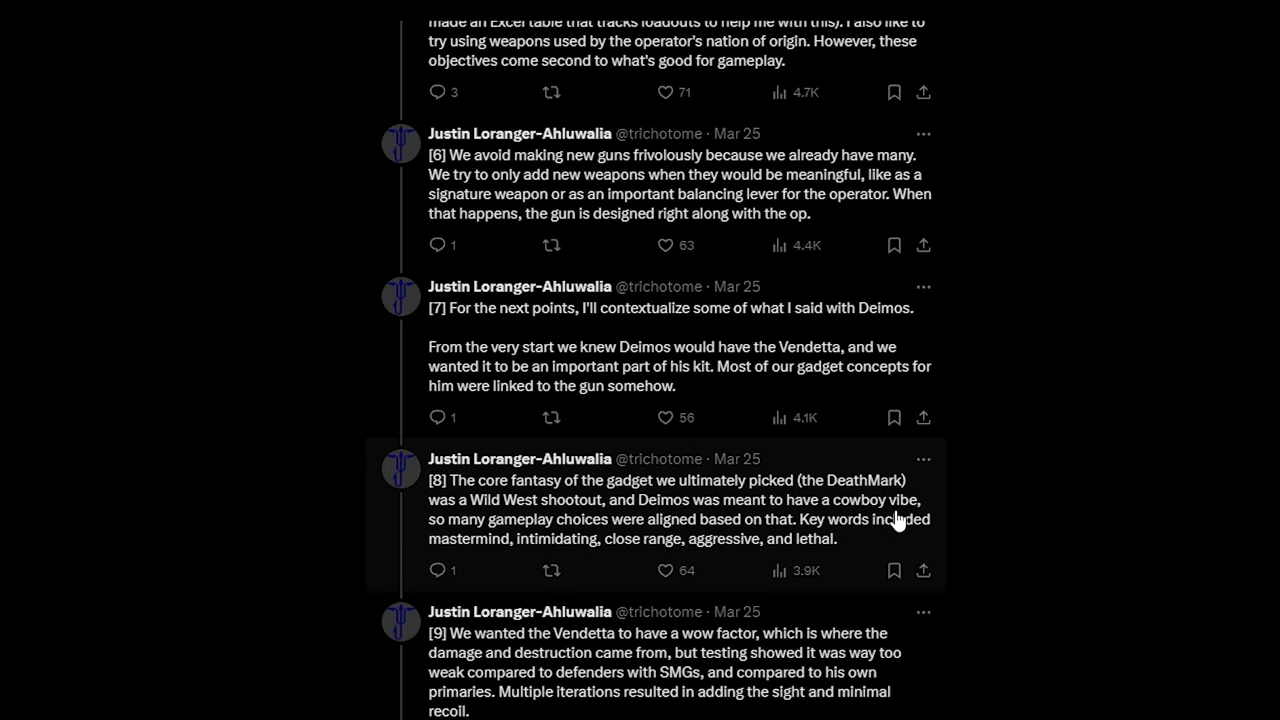 made an Excel table that tracks loadouts to help me with this). I also like to
try using weapons used by the operator's nation of origin. However, these
objectives come second to what's good for gameplay.
3 71 4.7K
Justin Loranger-Ahluwalia @trichotome · Mar 25
[6] We avoid making new guns frivolously because we already have many.
We try to only add new weapons when they would be meaningful, like as a
signature weapon or as an important balancing lever for the operator. When
that happens, the gun is designed right along with the op.
1 63 4.4K
Justin Loranger-Ahluwalia @trichotome · Mar 25
[7] For the next points, I'll contextualize some of what I said with Deimos.
From the very start we knew Deimos would have the Vendetta, and we
wanted it to be an important part of his kit. Most of our gadget concepts for
him were linked to the gun somehow.
1 56 4.1K
Justin Loranger-Ahluwalia @trichotome · Mar 25
[8] The core fantasy of the gadget we ultimately picked (the DeathMark)
was a Wild West shootout, and Deimos was meant to have a cowboy vibe,
so many gameplay choices were aligned based on that. Key words included
mastermind, intimidating, close range, aggressive, and lethal.
1 64 3.9K
Justin Loranger-Ahluwalia @trichotome · Mar 25
[9] We wanted the Vendetta to have a wow factor, which is where the
damage and destruction came from, but testing showed it was way too
weak compared to defenders with SMGs, and compared to his own
primaries. Multiple iterations resulted in adding the sight and minimal
recoil.